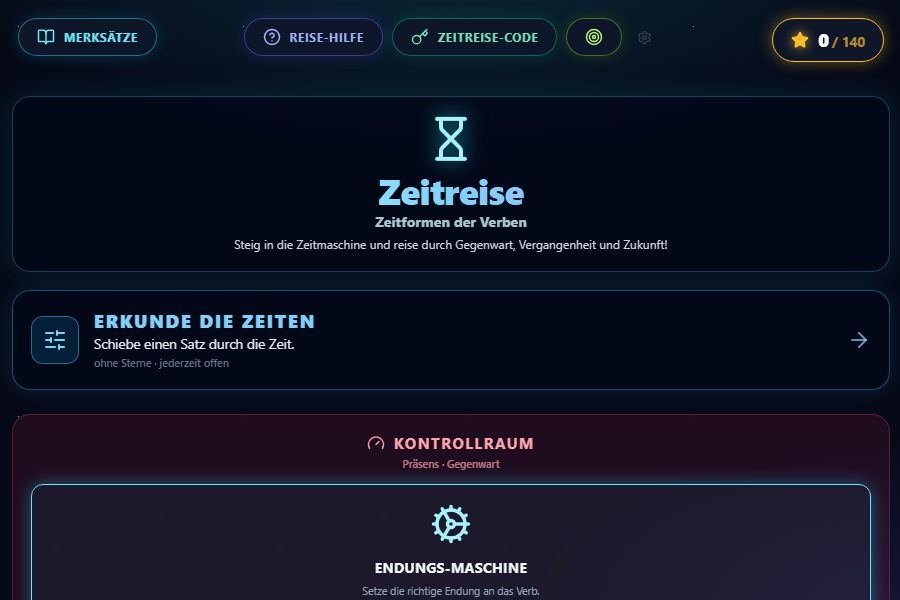 MERKSÄTZE
REISE-HILFE
ZEITREISE-CODE
0 / 140
Zeitreise
Zeitformen der Verben
Steig in die Zeitmaschine und reise durch Gegenwart, Vergangenheit und Zukunft!
ERKUNDE DIE ZEITEN
Schiebe einen Satz durch die Zeit.
ohne Sterne · jederzeit offen
KONTROLLRAUM
Präsens · Gegenwart
ENDUNGS-MASCHINE
Setze die richtige Endung an das Verb.